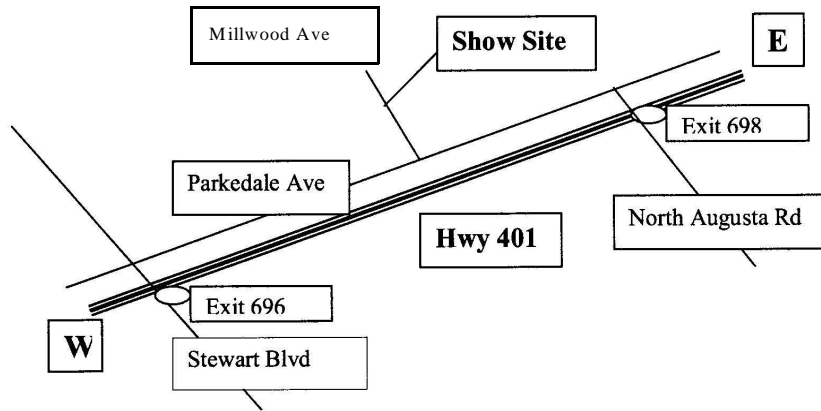 Millwood Ave
Show Site
E
Exit 698
Parkedale Ave
North Augusta Rd
Hwy 401
Exit 696
W
Stewart Blvd